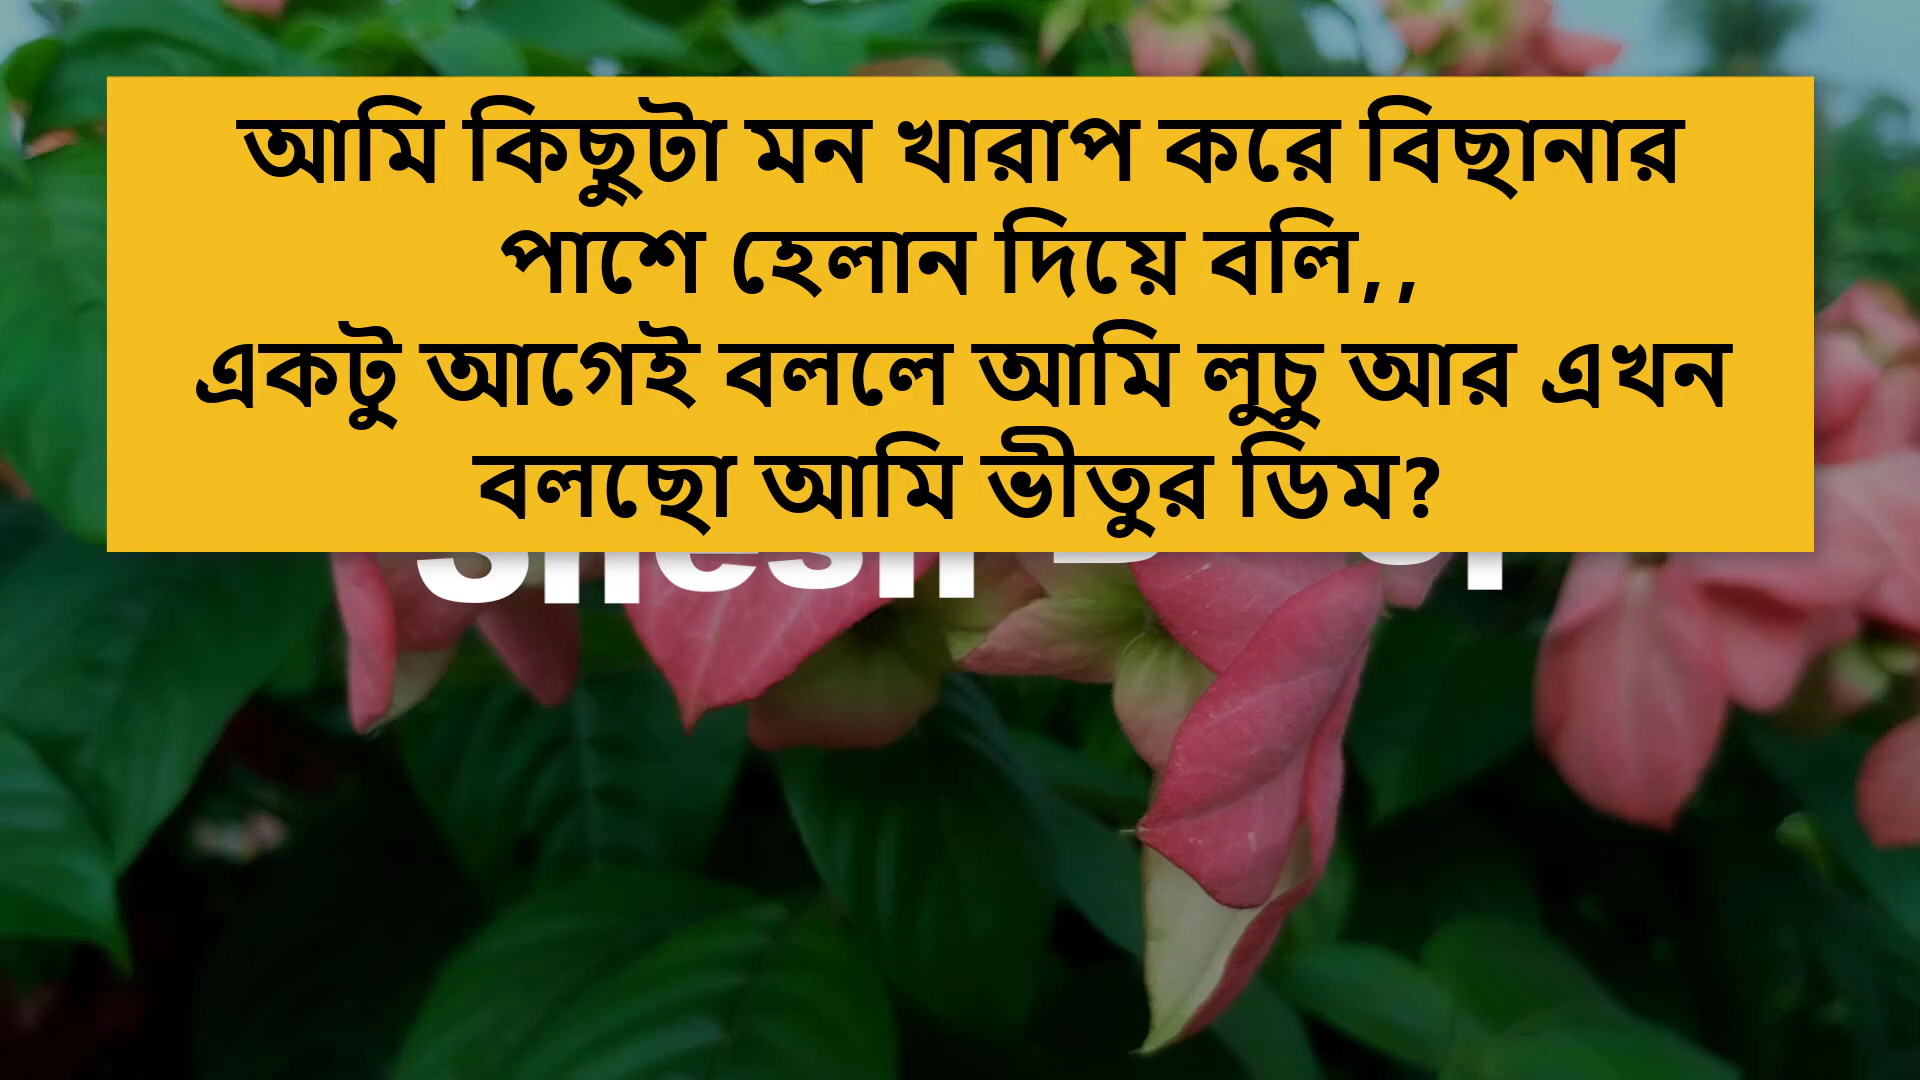 আমি কিছুটা মন খারাপ করে বিছানার
পাশে হেলান দিয়ে বলি,,
একটু আগেই বললে আমি লুচু আর এখন
বলছো আমি ভীতুর ডিম?